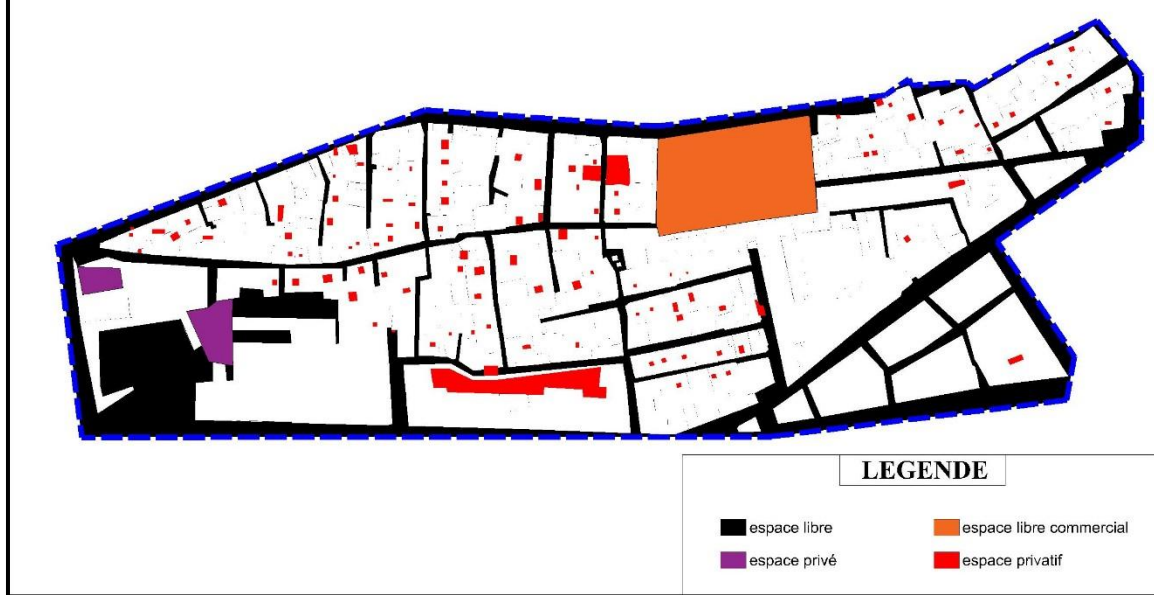 LEGENDE
espace libre
espace libre commercial
espace privé
espace privatif